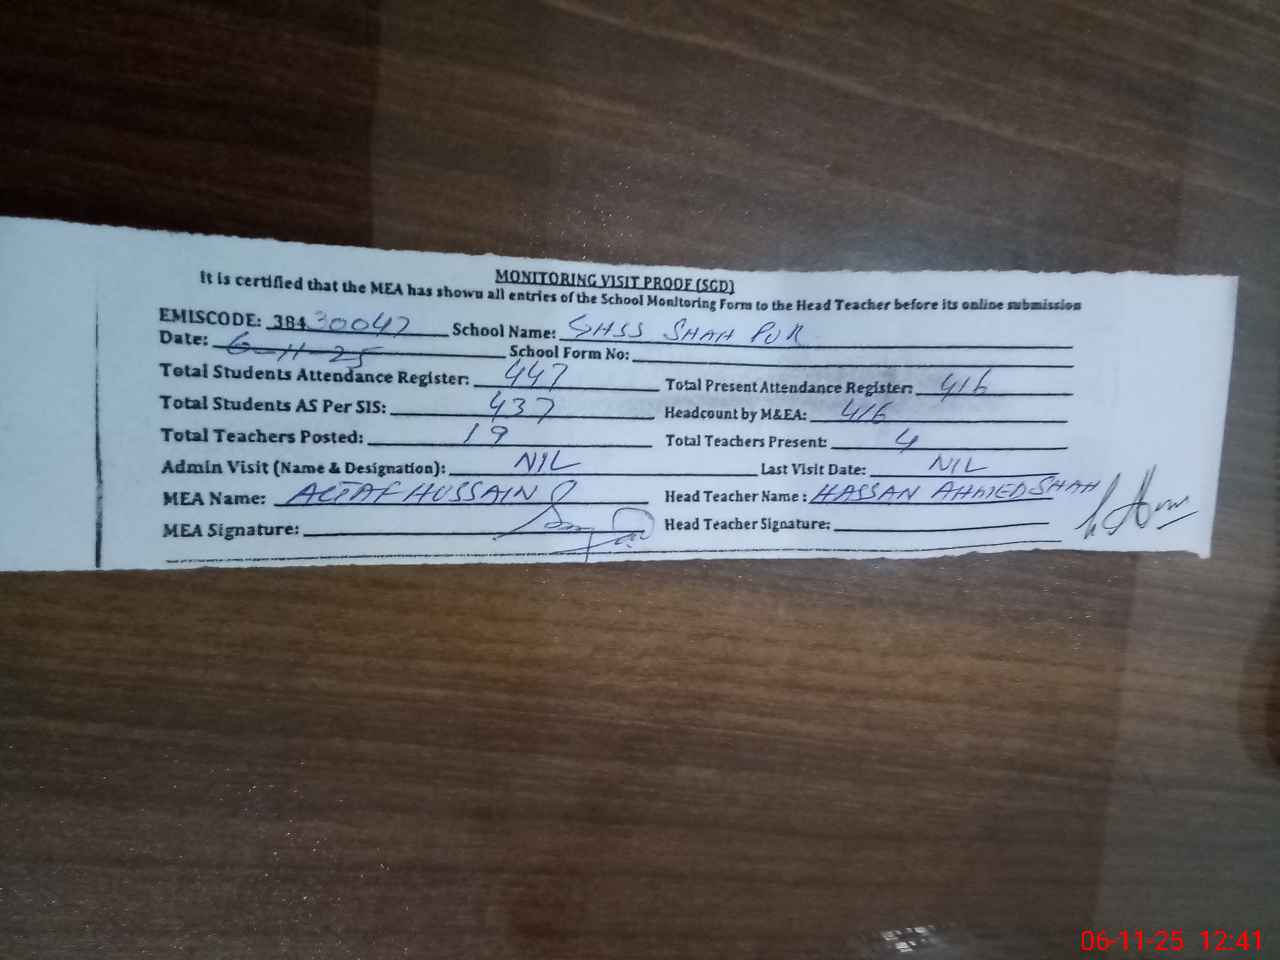 MONITORING VISIT PROOF (SGD)
It is certified that the MEA has shown all entries of the School Monitoring Form to the Head Teacher before its online submission
EMISCODE: 38430047 School Name: GHSS SHAH PUR
Date: 6-11-25 School Form No:
Total Students Attendance Register: 447 Total Present Attendance Register: 416
Total Students AS Per SIS: 437 Headcount by M&EA: 416
Total Teachers Posted: 19 Total Teachers Present: 4
Admin Visit (Name & Designation): NIL Last Visit Date: NIL
MEA Name: ALTAF HUSSAIN Head Teacher Name: HASSAN AHMED SHAH
MEA Signature: Head Teacher Signature:
06-11-25 12:41